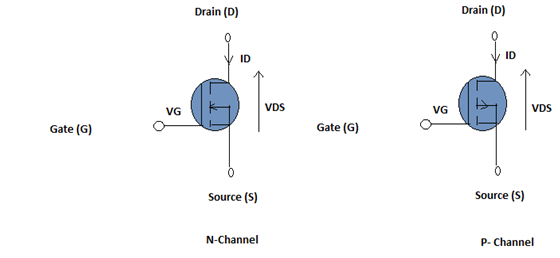 Drain (D)
ID
VG
VDS
Gate (G)
Source (S)
N-Channel
Drain (D)
ID
VG
VDS
Gate (G)
Source (S)
P- Channel